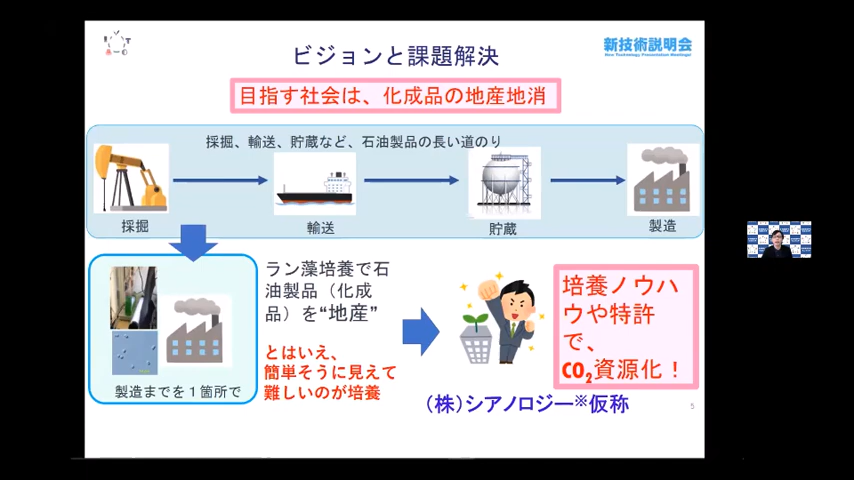 新技術説明会
New Technology Presentation Meetings!
ビジョンと課題解決
目指す社会は、化成品の地産地消
採掘、輸送、貯蔵など、石油製品の長い道のり
採掘
輸送
貯蔵
製造
ラン藻培養で石
油製品（化成
品）を“地産”
とはいえ、
簡単そうに見えて
難しいのが培養
製造までを１箇所で
培養ノウハ
ウや特許
で、
CO₂資源化！
（株）シアノロジー※仮称
5